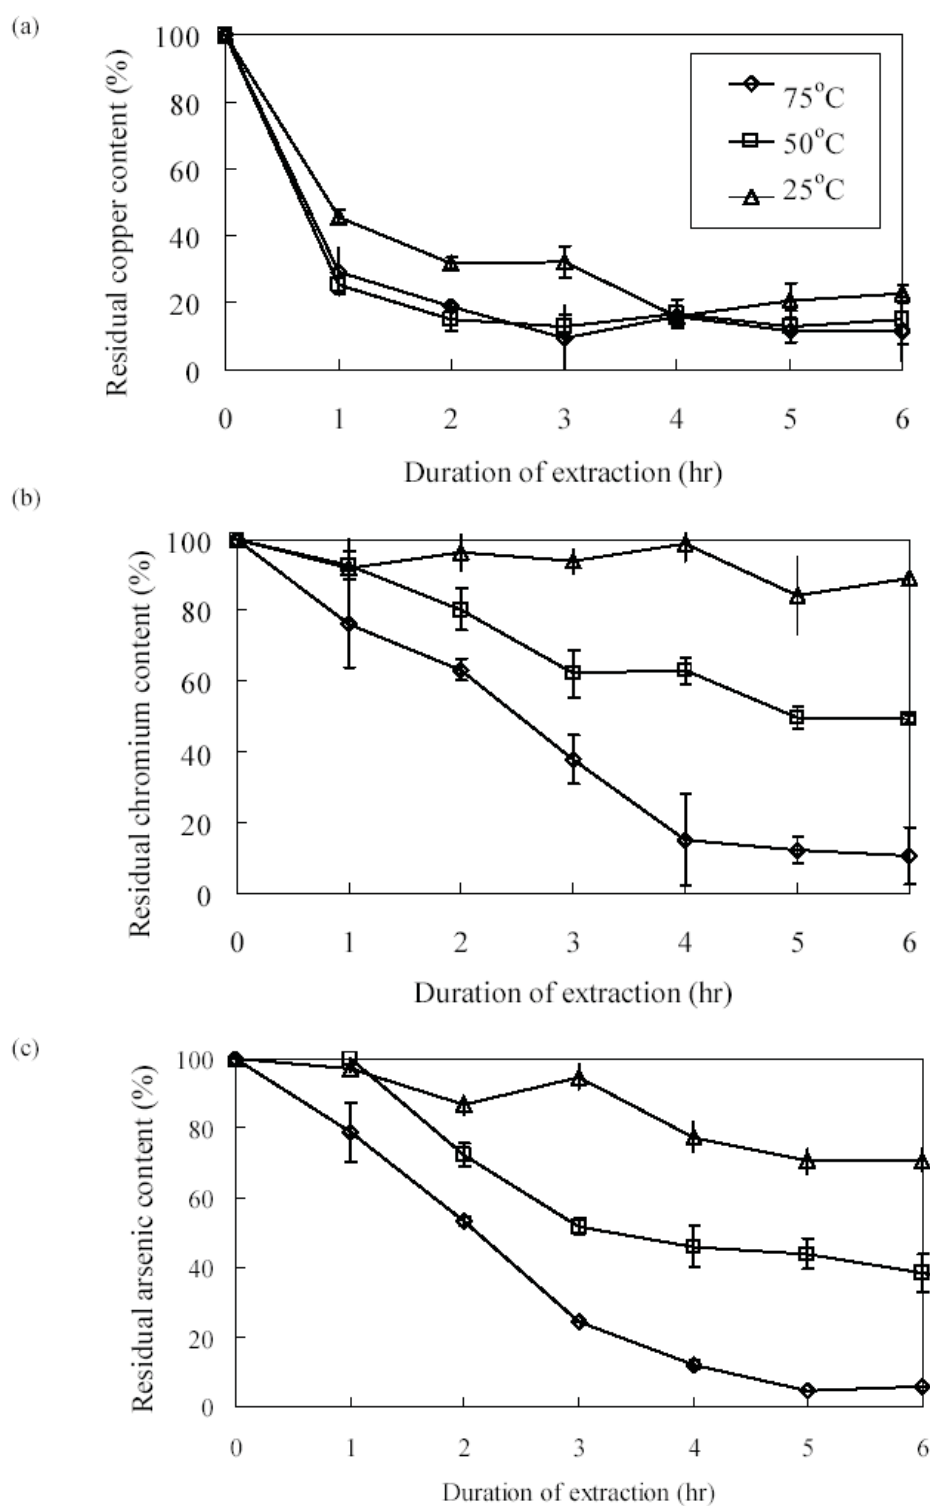 (a)
Residual copper content (%)
100
80
60
40
20
0
75°C
50°C
25°C
0 1 2 3 4 5 6
Duration of extraction (hr)
(b)
Residual chromium content (%)
100
80
60
40
20
0
0 1 2 3 4 5 6
Duration of extraction (hr)
(c)
Residual arsenic content (%)
100
80
60
40
20
0
0 1 2 3 4 5 6
Duration of extraction (hr)